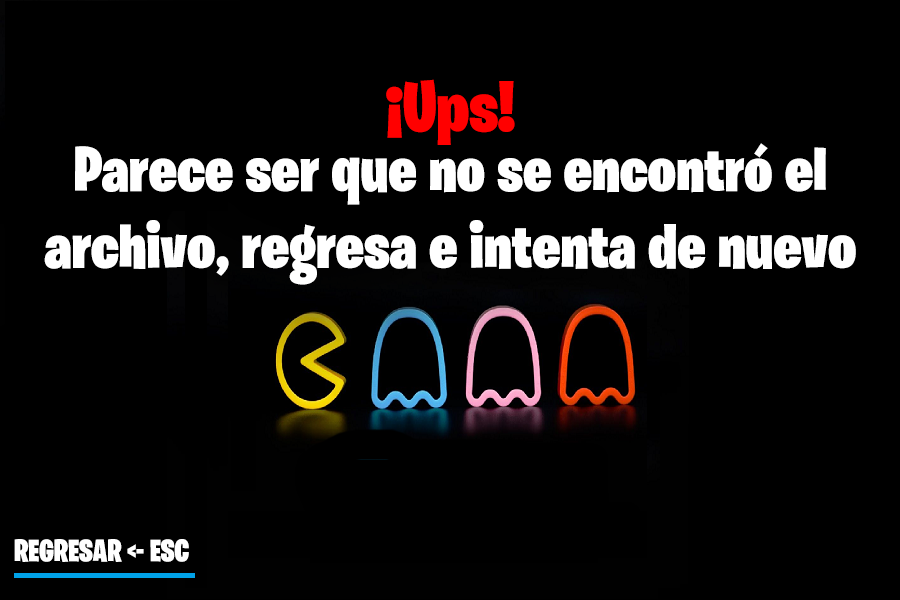 ¡Ups!
Parece ser que no se encontró el
archivo, regresa e intenta de nuevo
REGRESAR <- ESC